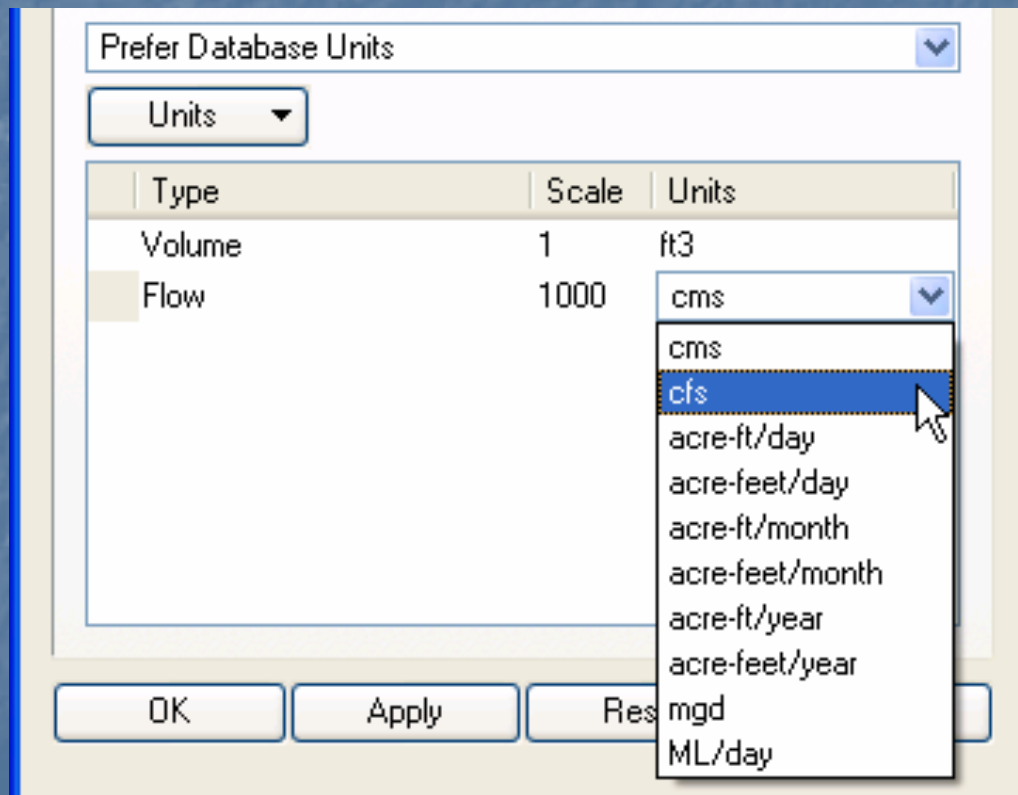 Prefer Database Units
Units
Type Scale Units
Volume 1 ft3
Flow 1000 cms
cms
cfs
acre-ft/day
acre-feet/day
acre-ft/month
acre-feet/month
acre-ft/year
acre-feet/year
mgd
ML/day
OK Apply Res